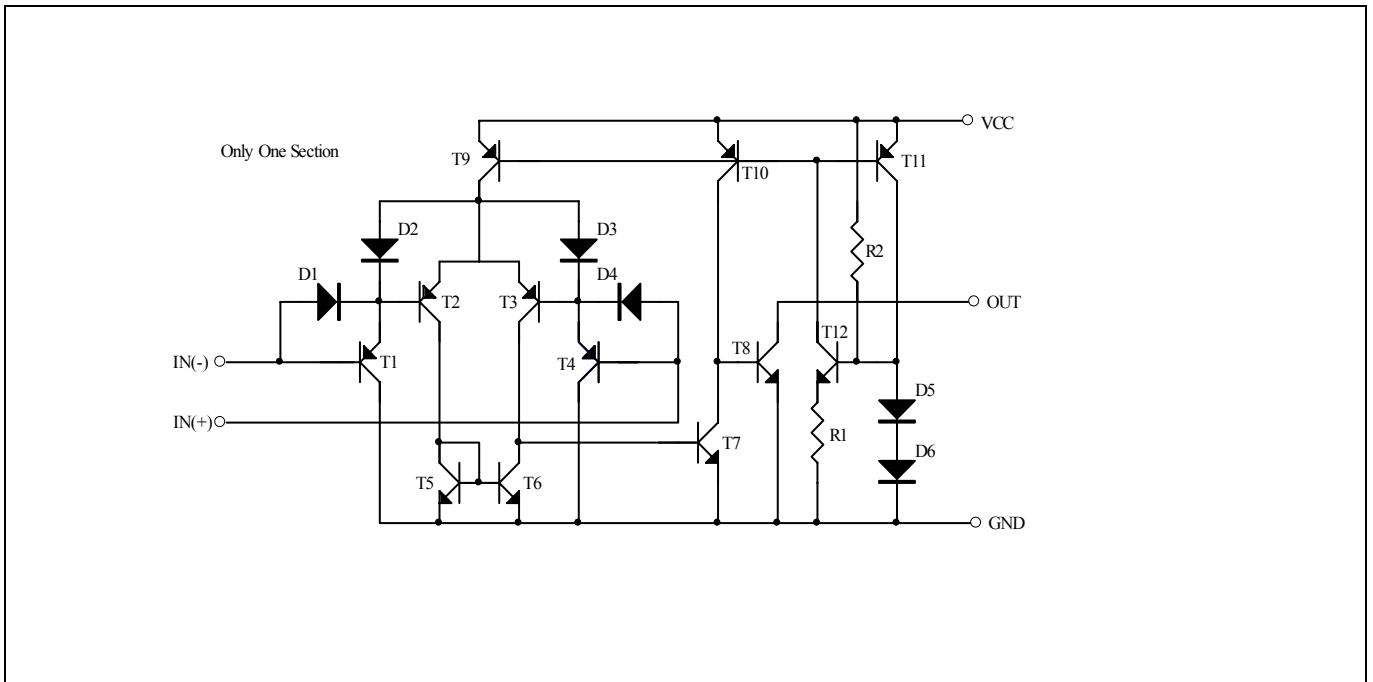 VCC
Only One Section
T9
T10
T11
D2
D3
R2
D1
D4
T2
T3
OUT
T12
T8
IN(-)
T1
T4
D5
IN(+)
T7
R1
D6
T5
T6
GND